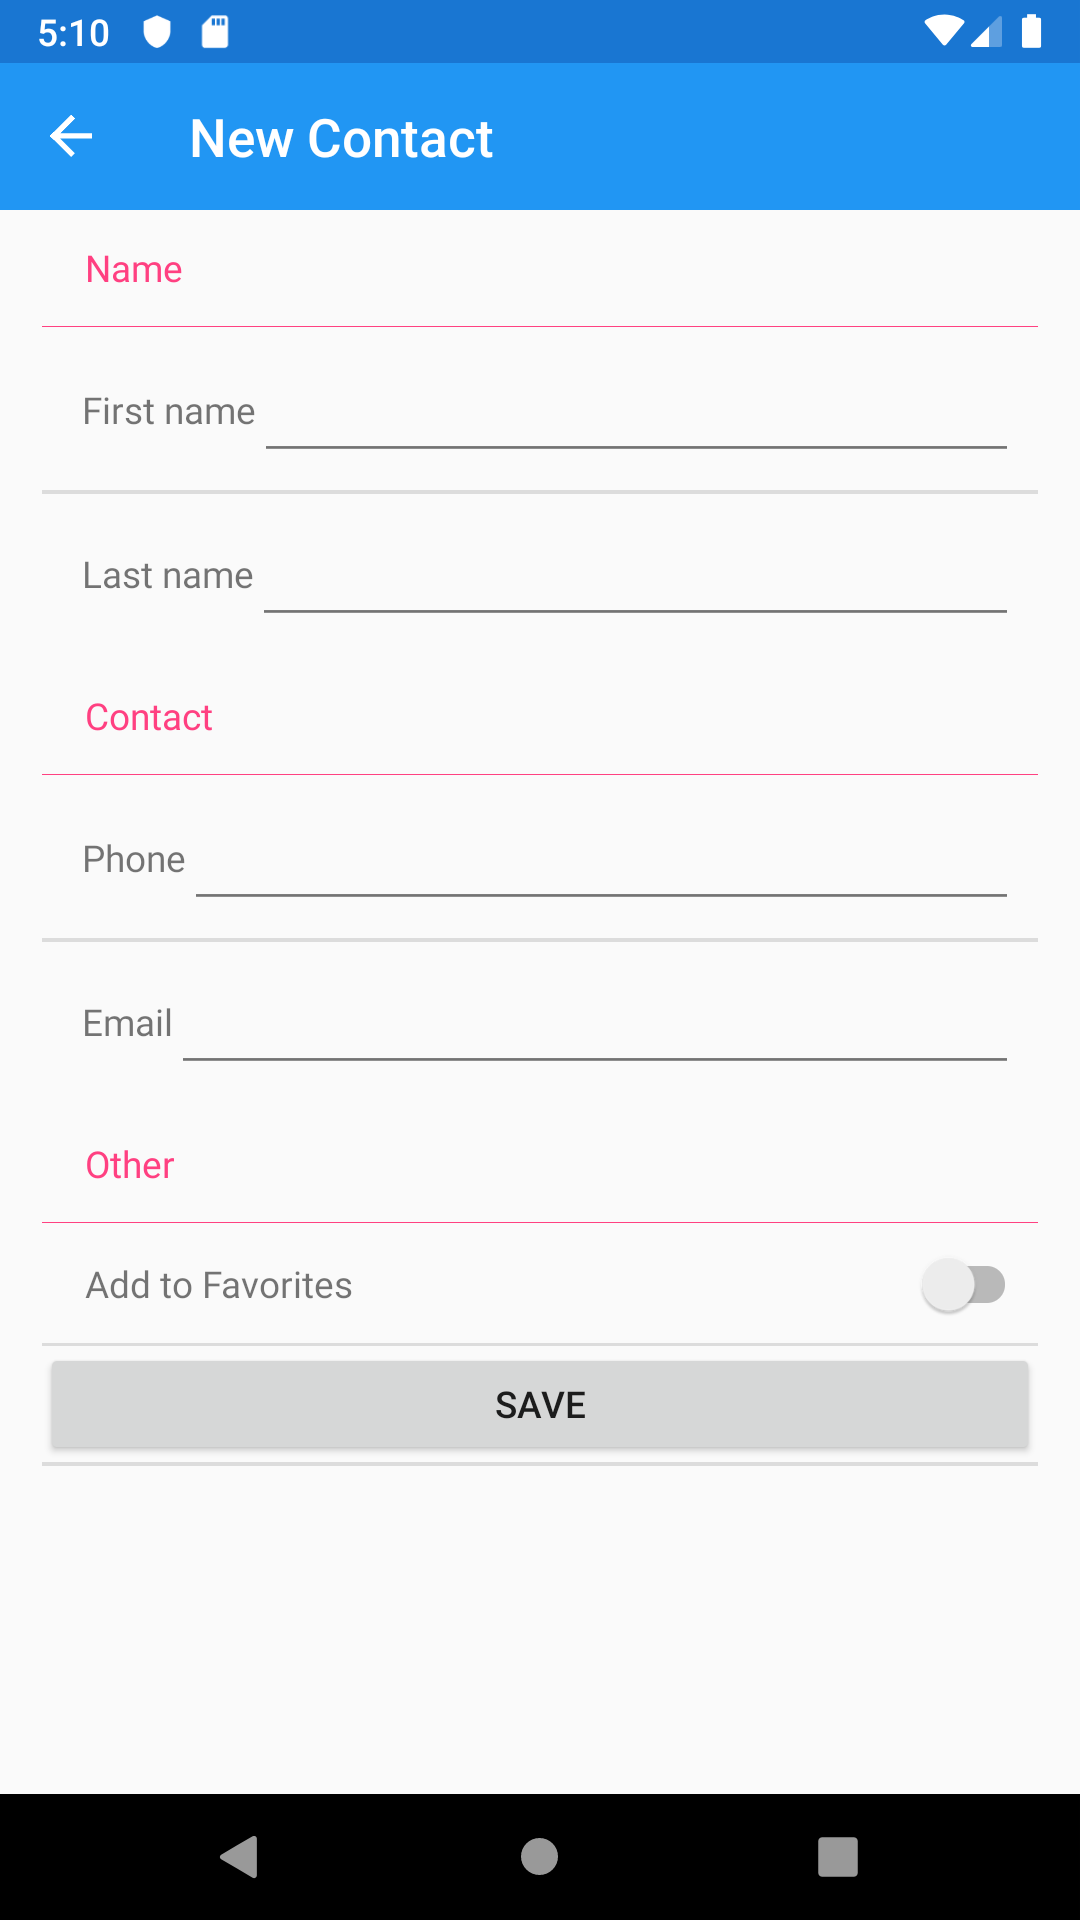 5:10
New Contact
Name
First name
Last name
Contact
Phone
Email
Other
Add to Favorites
SAVE